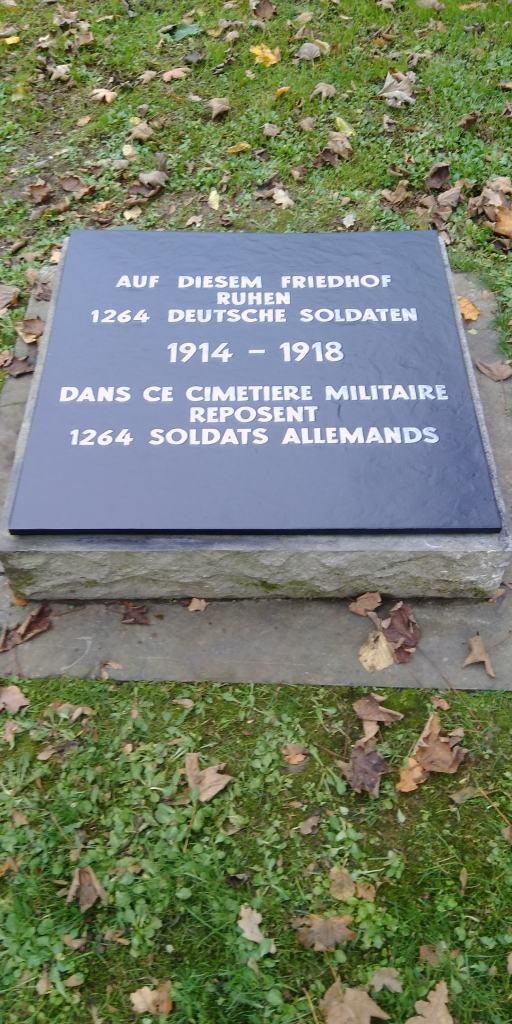 AUF DIESEM FRIEDHOF
RUHEN
1264 DEUTSCHE SOLDATEN
1914 – 1918
DANS CE CIMETIERE MILITAIRE
REPOSENT
1264 SOLDATS ALLEMANDS